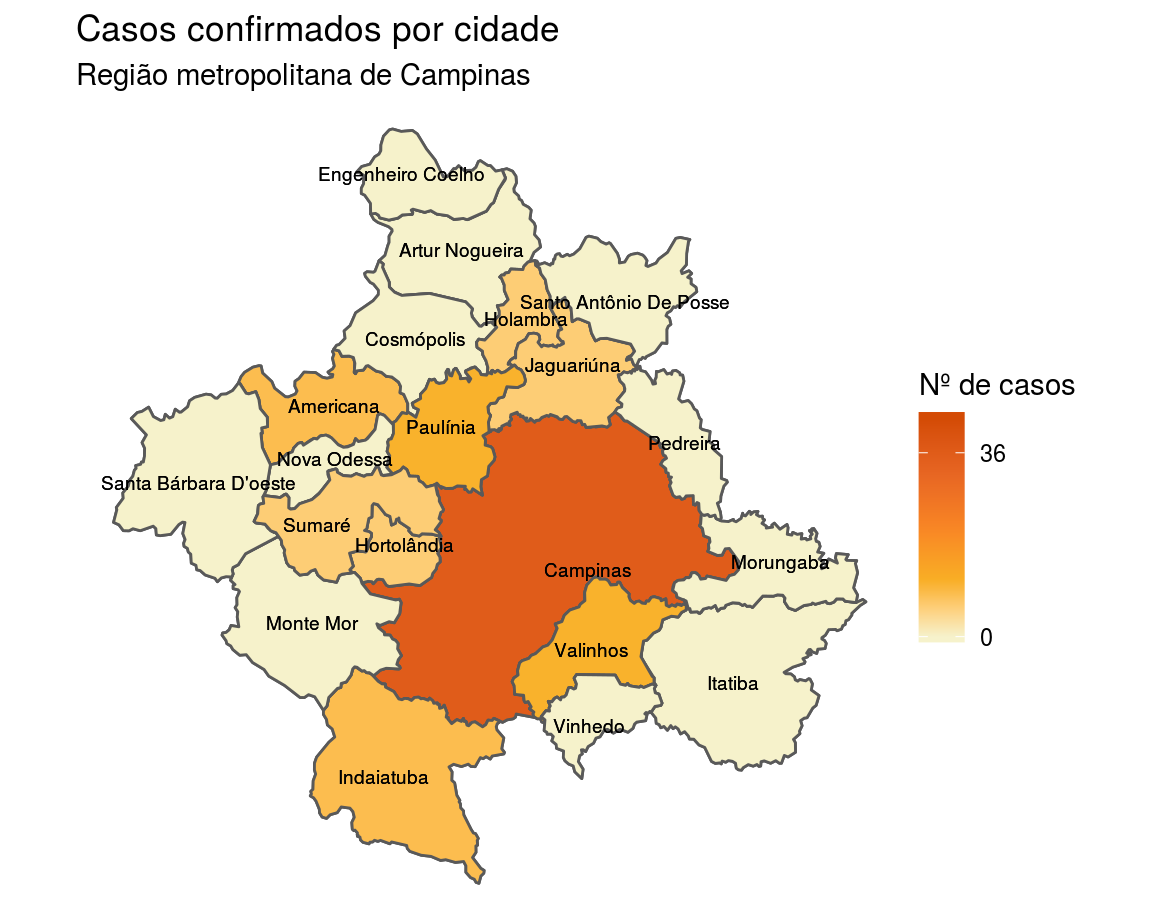 Casos confirmados por cidade
Região metropolitana de Campinas
Engenheiro Coelho
Artur Nogueira
Santo Antônio De Posse
Holambra
Cosmópolis
Jaguariúna
Americana
Paulínia
Pedreira
Nova Odessa
Santa Bárbara D'oeste
Sumaré
Hortolândia
Morungaba
Campinas
Monte Mor
Valinhos
Itatiba
Vinhedo
Indaiatuba
Nº de casos
36
0